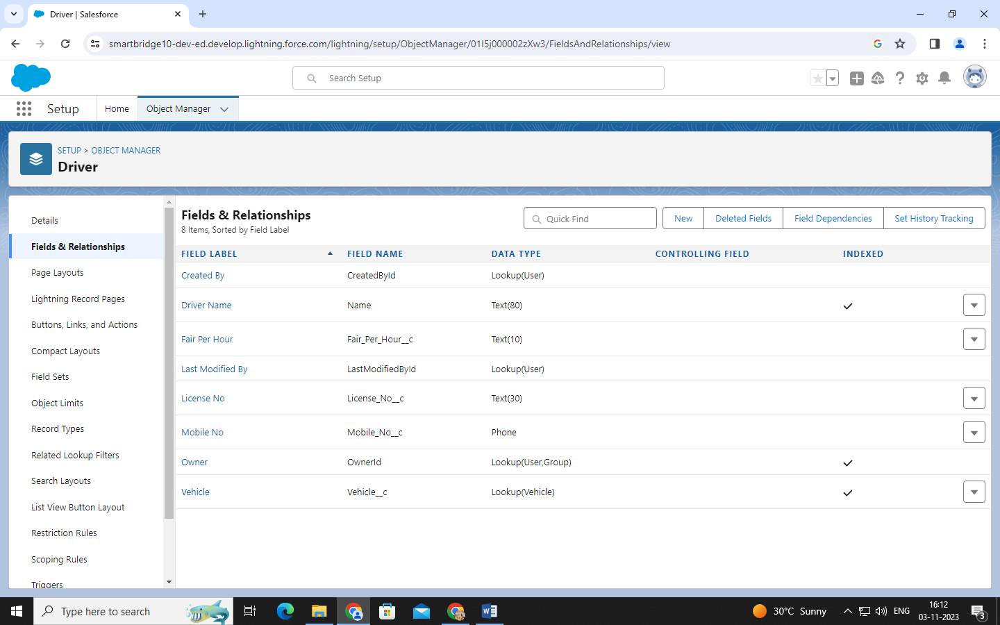 Driver | Salesforce
smartbridge10-dev-ed.develop.lightning.force.com/lightning/setup/ObjectManager/01I5j000002zXw3/FieldsAndRelationships/view
Search Setup
Setup
Home
Object Manager
SETUP > OBJECT MANAGER
Driver
Details
Fields & Relationships
Page Layouts
Lightning Record Pages
Buttons, Links, and Actions
Compact Layouts
Field Sets
Object Limits
Record Types
Related Lookup Filters
Search Layouts
List View Button Layout
Restriction Rules
Scoping Rules
Triggers
Fields & Relationships
8 Items, Sorted by Field Label
Quick Find
New
Deleted Fields
Field Dependencies
Set History Tracking
FIELD LABEL FIELD NAME DATA TYPE CONTROLLING FIELD INDEXED
Created By CreatedById Lookup(User)
Driver Name Name Text(80)
Fair Per Hour Fair_Per_Hour__c Text(10)
Last Modified By LastModifiedById Lookup(User)
License No License_No__c Text(30)
Mobile No Mobile_No__c Phone
Owner OwnerId Lookup(User,Group)
Vehicle Vehicle__c Lookup(Vehicle)
Type here to search
30°C Sunny
ENG
16:12
03-11-2023
3